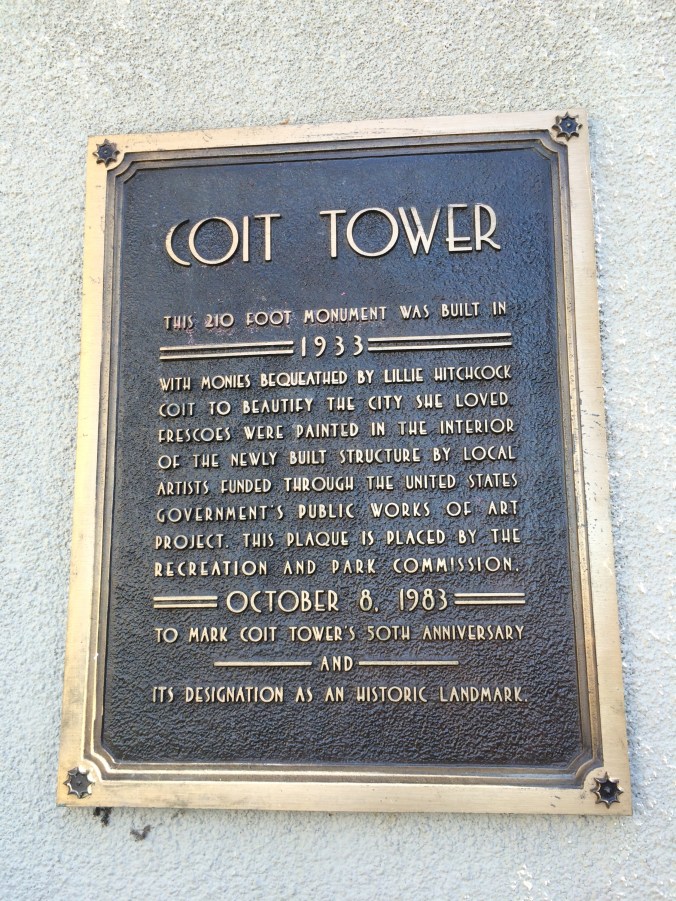 COIT TOWER
THIS 210 FOOT MONUMENT WAS BUILT IN
1933
WITH MONIES BEQUEATHED BY LILLIE HITCHCOCK
COIT TO BEAUTIFY THE CITY SHE LOVED.
FRESCOES WERE PAINTED IN THE INTERIOR
OF THE NEWLY BUILT STRUCTURE BY LOCAL
ARTISTS FUNDED THROUGH THE UNITED STATES
GOVERNMENT'S PUBLIC WORKS OF ART
PROJECT. THIS PLAQUE IS PLACED BY THE
RECREATION AND PARK COMMISSION.
OCTOBER 8, 1983
TO MARK COIT TOWER'S 50TH ANNIVERSARY
AND
ITS DESIGNATION AS AN HISTORIC LANDMARK.